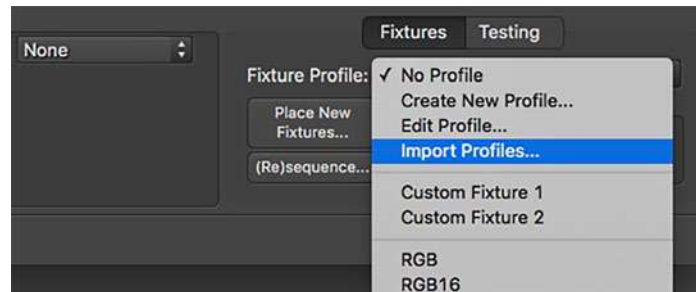 Fixtures Testing
None
Fixture Profile: ✓ No Profile
Create New Profile...
Place New
Fixtures...
Edit Profile...
Import Profiles...
(Re)sequence...
Custom Fixture 1
Custom Fixture 2
RGB
RGB16